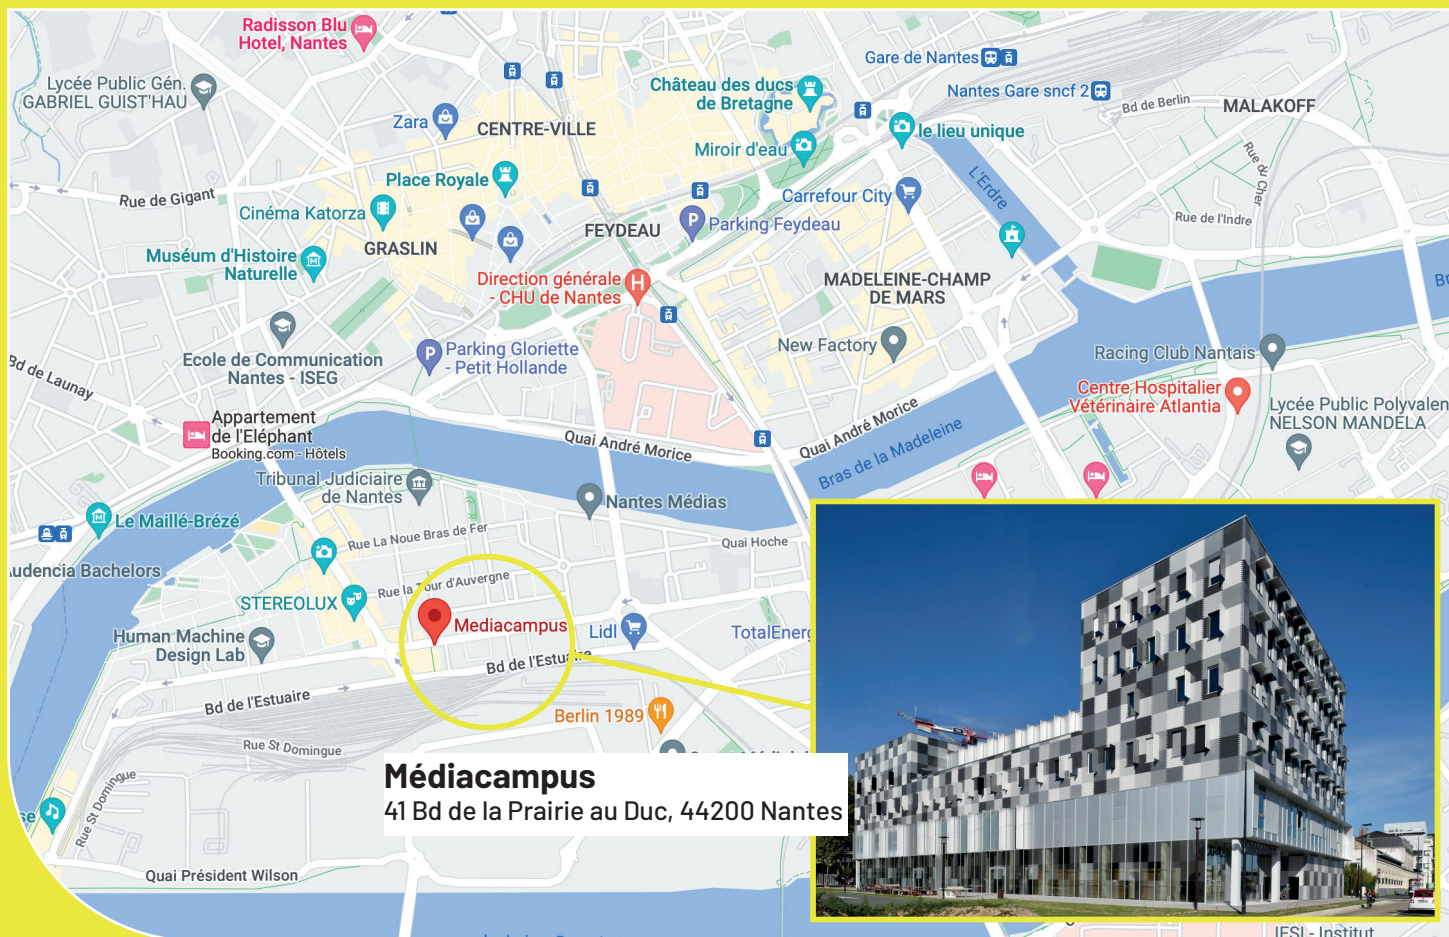 Radisson Blu
Hotel, Nantes
Gare de Nantes
Lycée Public Gén.
GABRIEL GUIST'HAU
Château des ducs
de Bretagne
Nantes Gare sncf 2
Bd de Berlin
MALAKOFF
Zara
CENTRE-VILLE
le lieu unique
Miroir d'eau
Rue du Cher
Place Royale
L'Erdre
Rue de Gigant
Carrefour City
Cinéma Katorza
Rue de l'Indre
Parking Feydeau
FEYDEAU
GRASLIN
Muséum d'Histoire
Naturelle
Direction générale
- CHU de Nantes
MADELEINE-CHAMP
DE MARS
New Factory
Parking Gloriette
- Petit Hollande
Racing Club Nantais
Ecole de Communication
Nantes - ISEG
Bd de Launay
Centre Hospitalier
Vétérinaire Atlantia
Lycée Public Polyvalen
NELSON MANDELA
Appartement
de l'Eléphant
Booking.com - Hôtels
Quai André Morice
Quai André Morice
Bras de la Madeleine
Tribunal Judiciaire
de Nantes
Nantes Médias
Le Maillé-Brézé
Rue La Noue Bras de Fer
Quai Hoche
udencia Bachelors
Rue la Tour d'Auvergne
STEREOLUX
Mediacampus
Lidl
TotalEnerg
Human Machine
Design Lab
Bd de l'Estuaire
Bd de l'Estuaire
Berlin 1989
Rue St Domingue
Rue St Domingue
Médiacampus
41 Bd de la Prairie au Duc, 44200 Nantes
se
Quai Président Wilson
IFSI - Institut